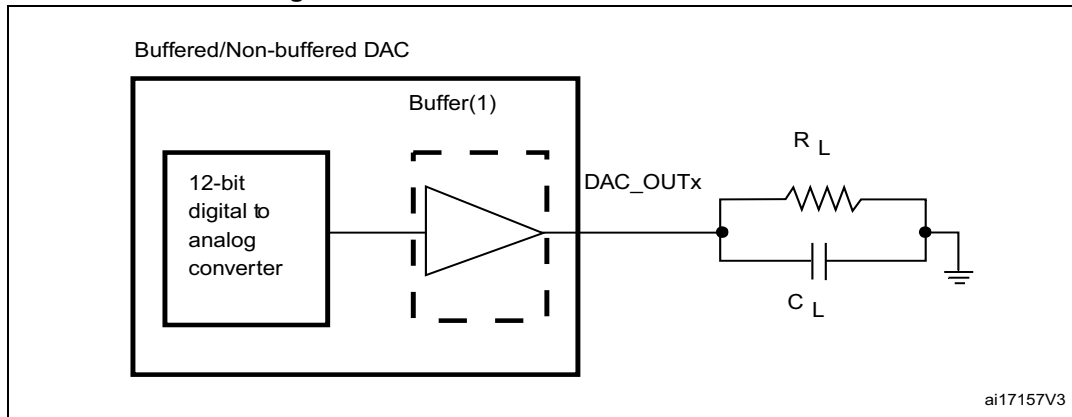 Buffered/Non-buffered DAC
Buffer(1)
12-bit
digital to
analog
converter
DAC_OUTx
R L
C L
ai17157V3